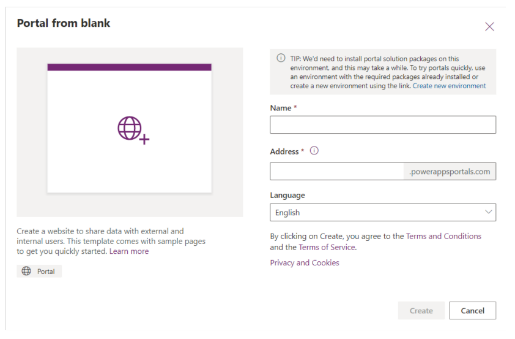 Portal from blank
TIP: We'd need to install portal solution packages on this
environment, and this may take a while. To try portals quickly, use
an environment with the required packages already installed or
create a new environment using the link. Create new environment
Name *
Address *
.powerappsportals.com
Language
English
Create a website to share data with external and
internal users. This template comes with sample pages
to get you quickly started. Learn more
Portal
By clicking on Create, you agree to the Terms and Conditions
and the Terms of Service.
Privacy and Cookies
Create
Cancel